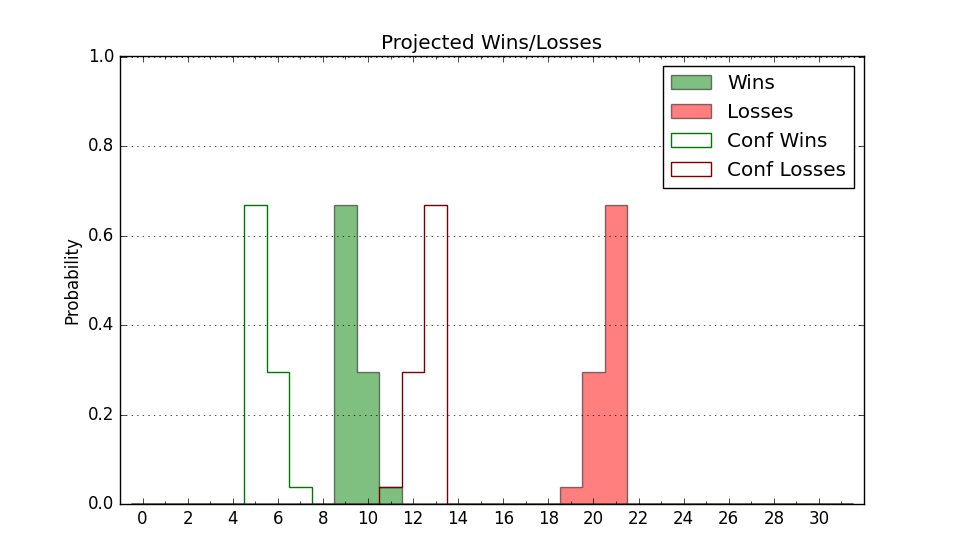 Projected Wins/Losses
1.0
0.8
0.6
0.4
0.2
0.0
Probability
Wins
Losses
Conf Wins
Conf Losses
0 2 4 6 8 10 12 14 16 18 20 22 24 26 28 30